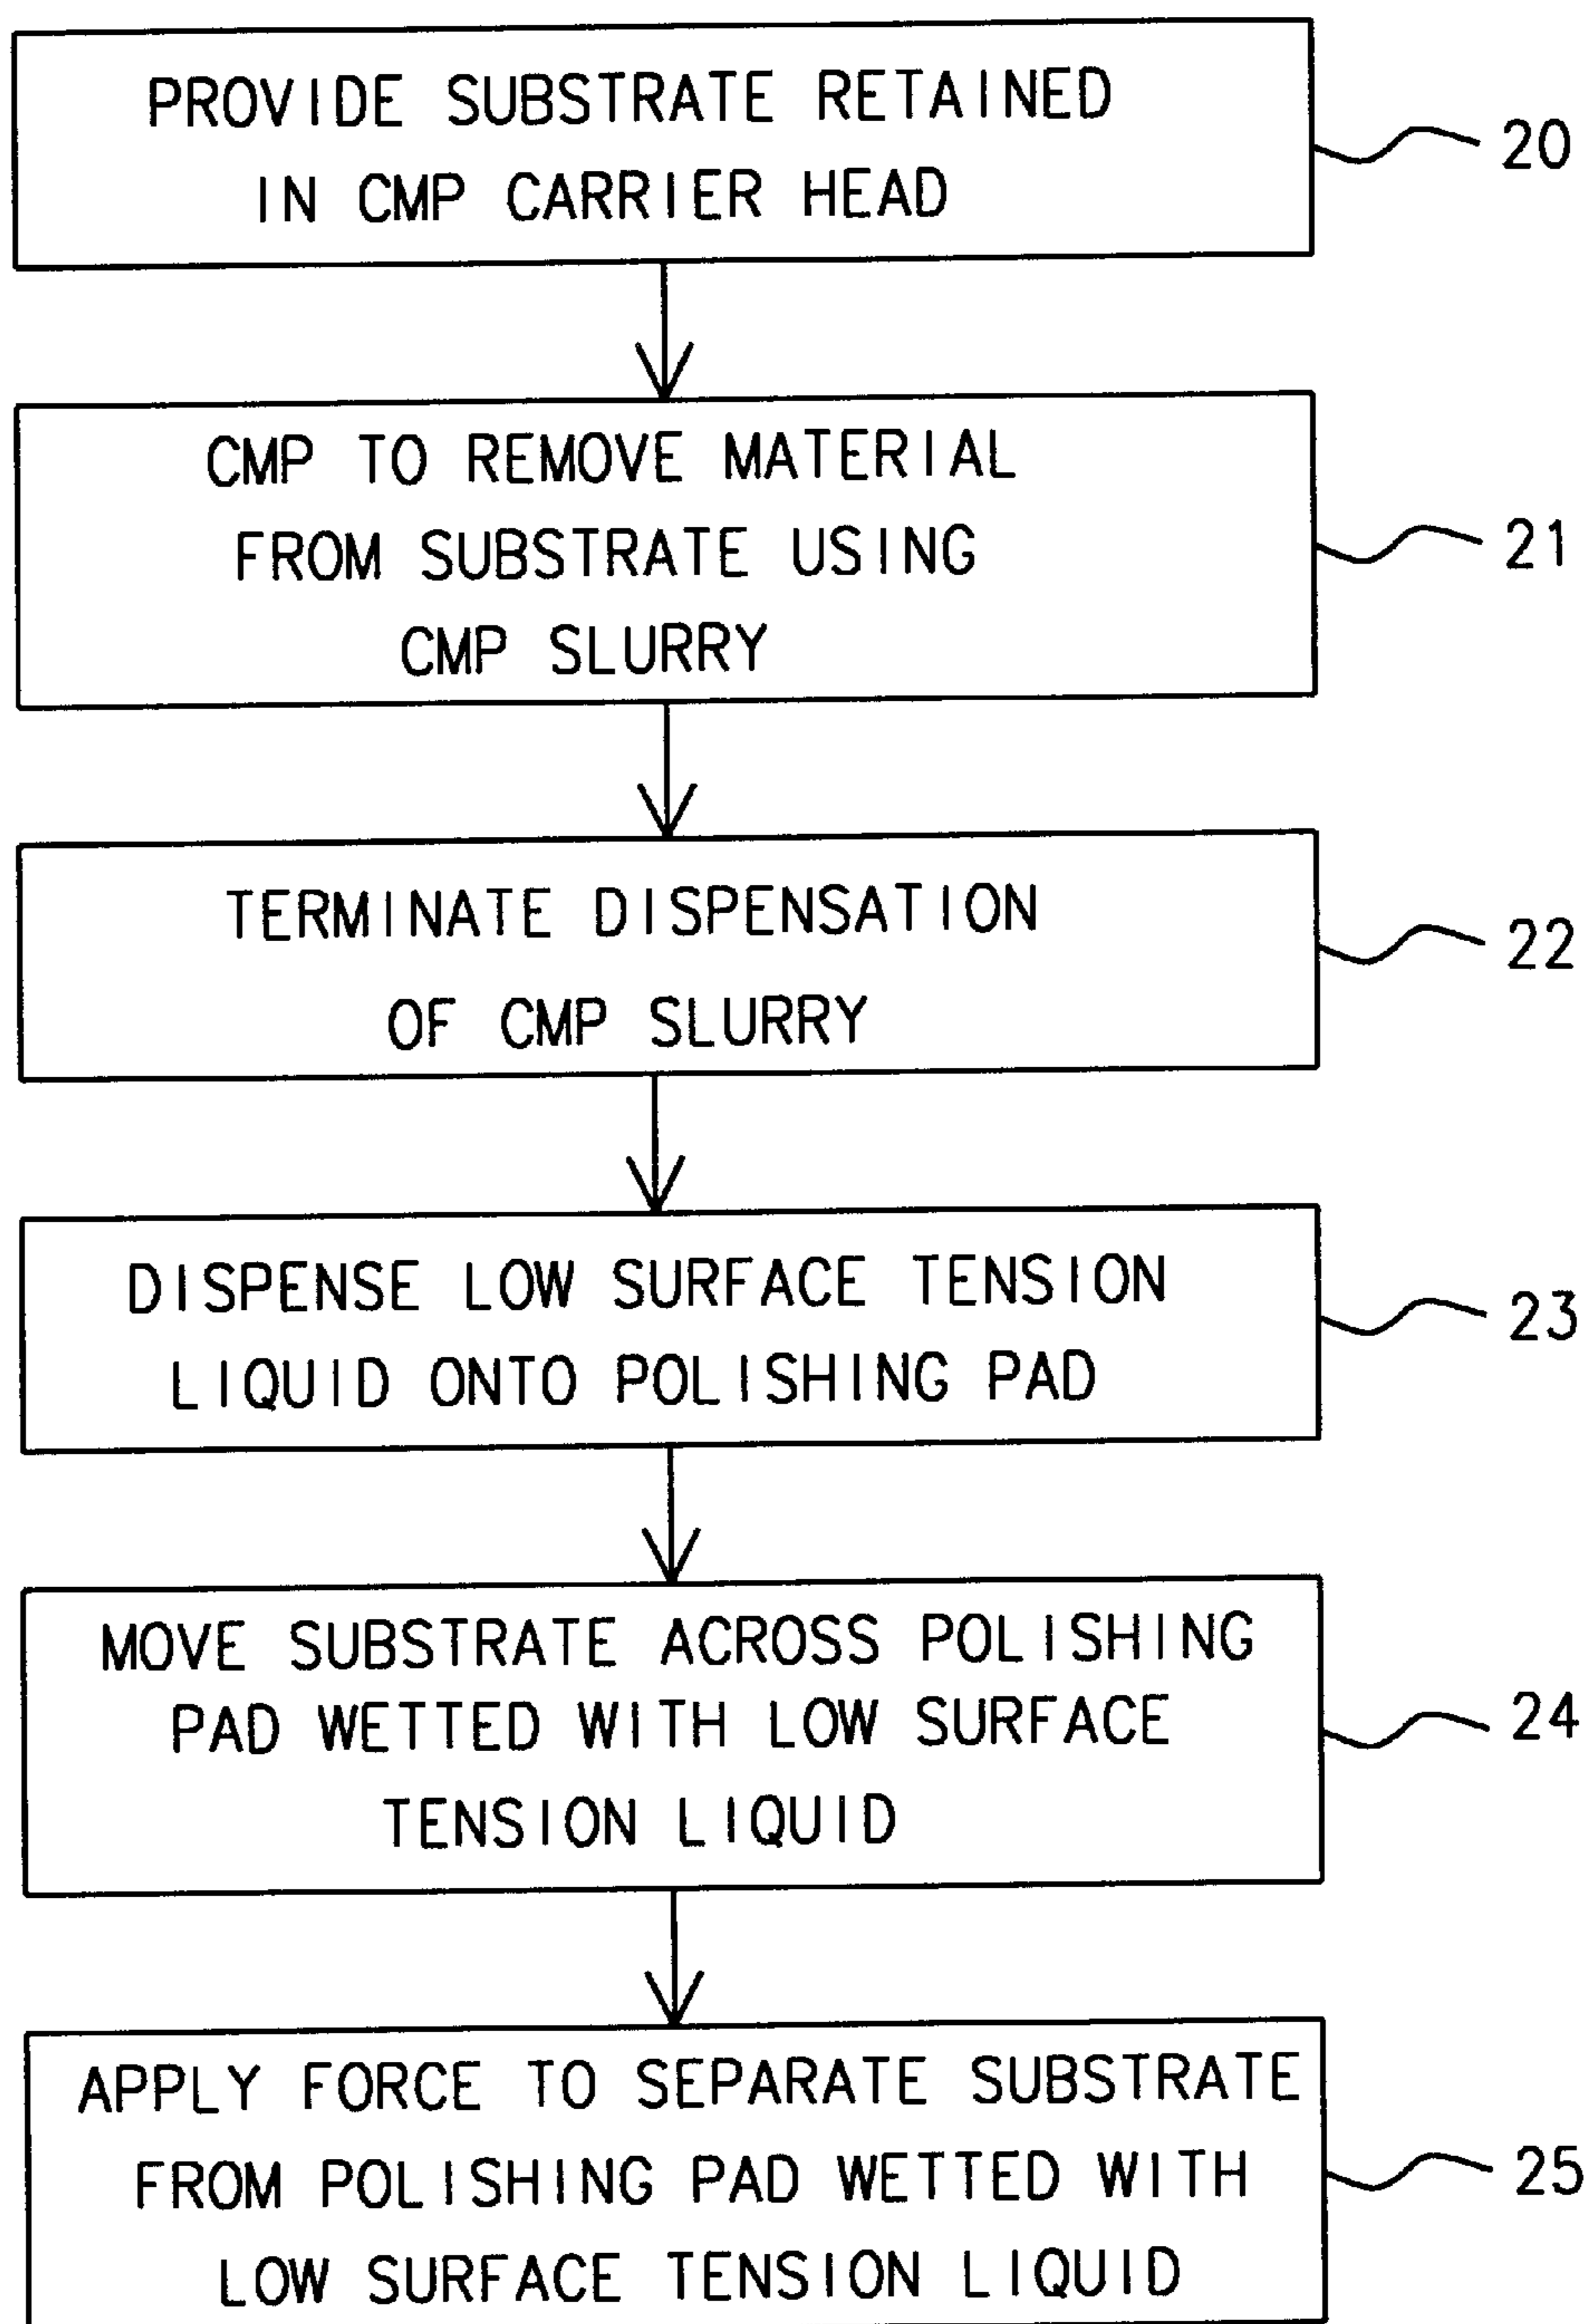 PROVIDE SUBSTRATE RETAINED
IN CMP CARRIER HEAD
20
CMP TO REMOVE MATERIAL
FROM SUBSTRATE USING
CMP SLURRY
21
TERMINATE DISPENSATION
OF CMP SLURRY
22
DISPENSE LOW SURFACE TENSION
LIQUID ONTO POLISHING PAD
23
MOVE SUBSTRATE ACROSS POLISHING
PAD WETTED WITH LOW SURFACE
TENSION LIQUID
24
APPLY FORCE TO SEPARATE SUBSTRATE
FROM POLISHING PAD WETTED WITH
LOW SURFACE TENSION LIQUID
25